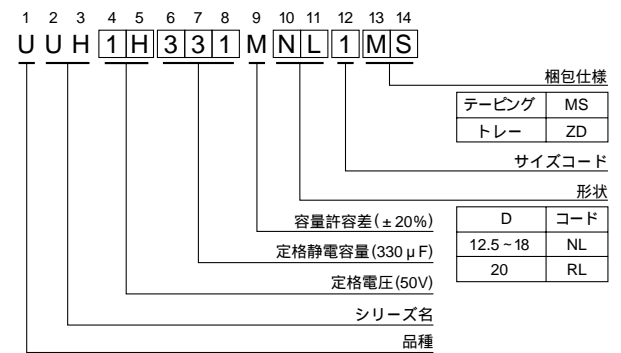 1 2 3 4 5 6 7 8 9 10 11 12 13 14
U U H 1 H 3 3 1 M N L 1 M S
梱包仕様
テーピング MS
トレー ZD
サイズコード
形状
D コード
12.5 ~ 18 NL
20 RL
容量許容差(±20%)
定格静電容量(330μF)
定格電圧(50V)
シリーズ名
品種